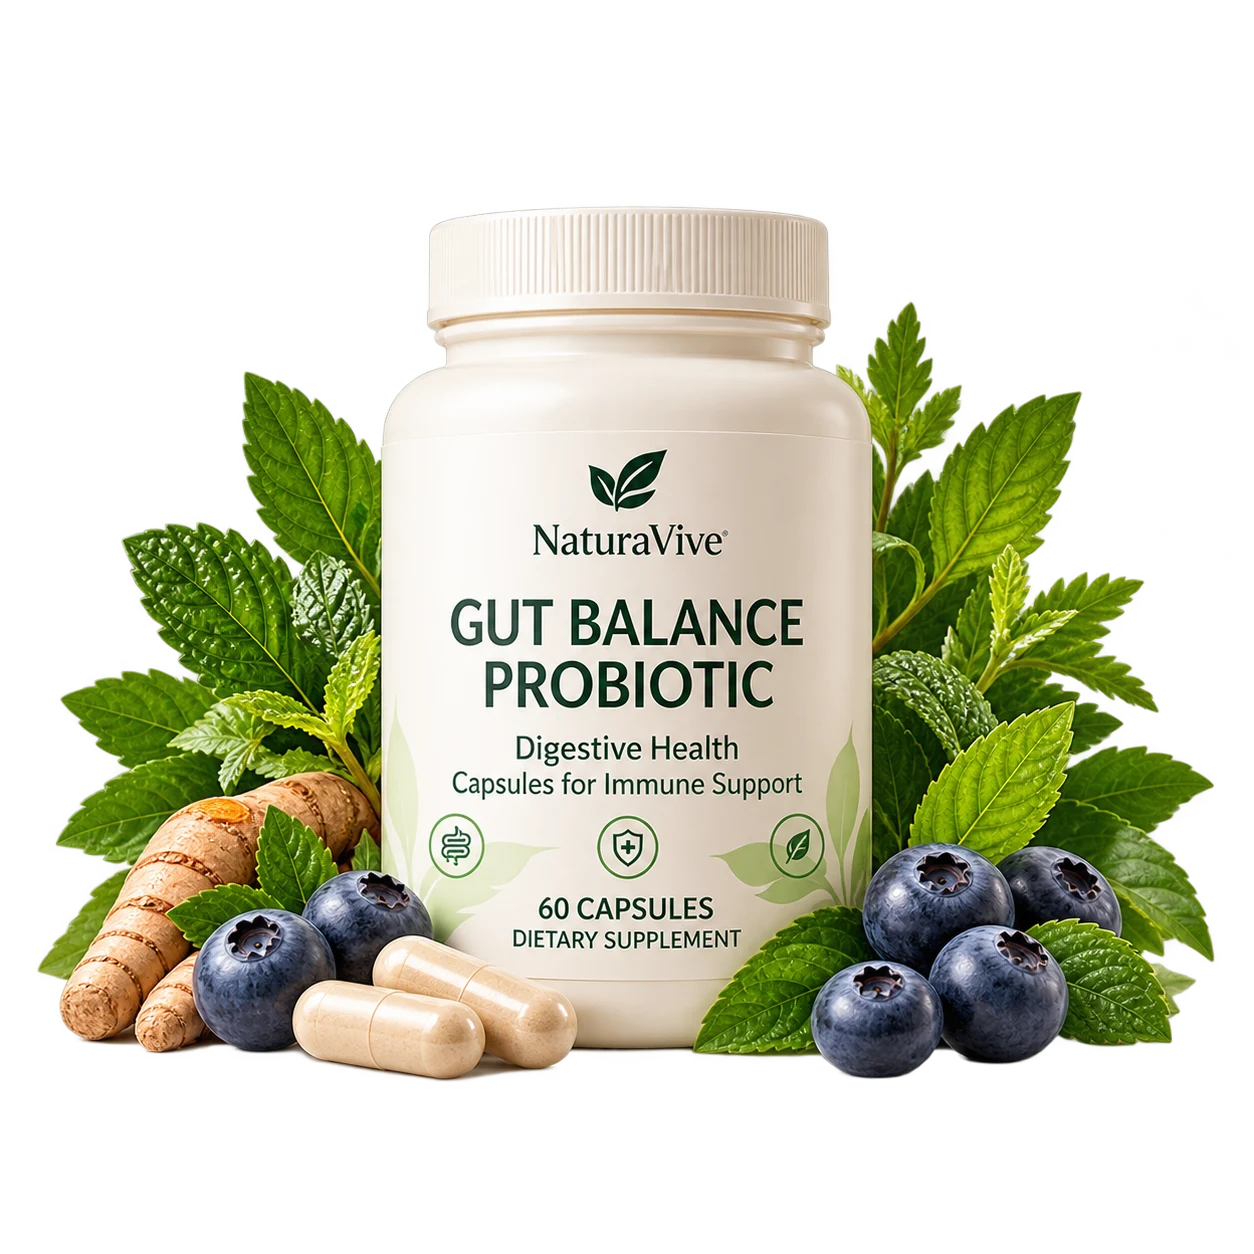 NaturaVive®
GUT BALANCE
PROBIOTIC
Digestive Health
Capsules for Immune Support
60 CAPSULES
DIETARY SUPPLEMENT